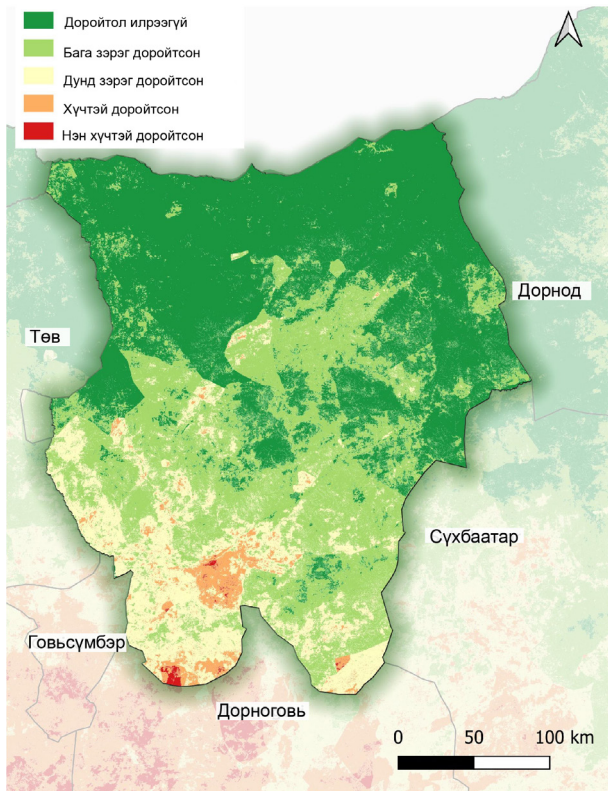 Доройтол илрээгүй
Бага зэрэг доройтсон
Дунд зэрэг доройтсон
Хүчтэй доройтсон
Нэн хүчтэй доройтсон
Дорнод
Төв
Сүхбаатар
Говьсүмбэр
Дорноговь
0 50 100 km